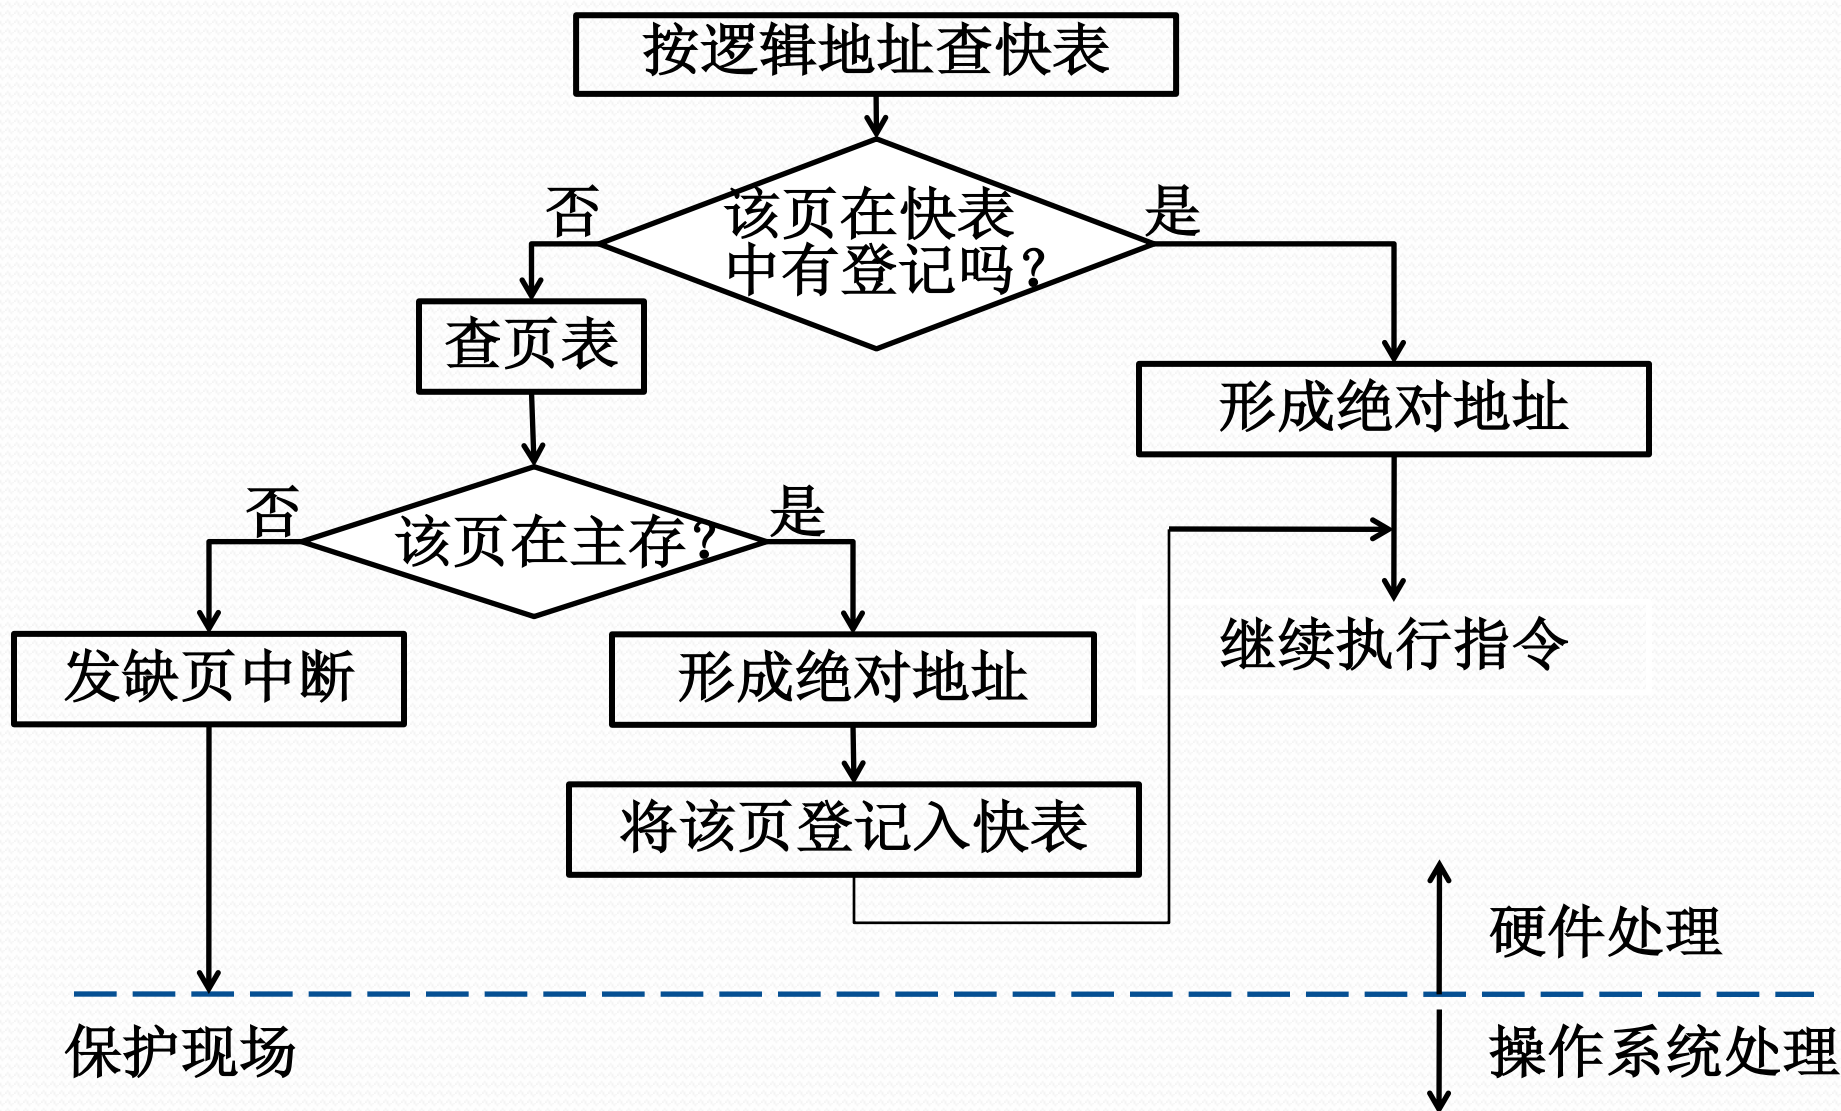 按逻辑地址查快表
否
该页在快表
中有登记吗？
是
查页表
形成绝对地址
否
该页在主存？
是
发缺页中断
形成绝对地址
继续执行指令
将该页登记入快表
硬件处理
保护现场
操作系统处理